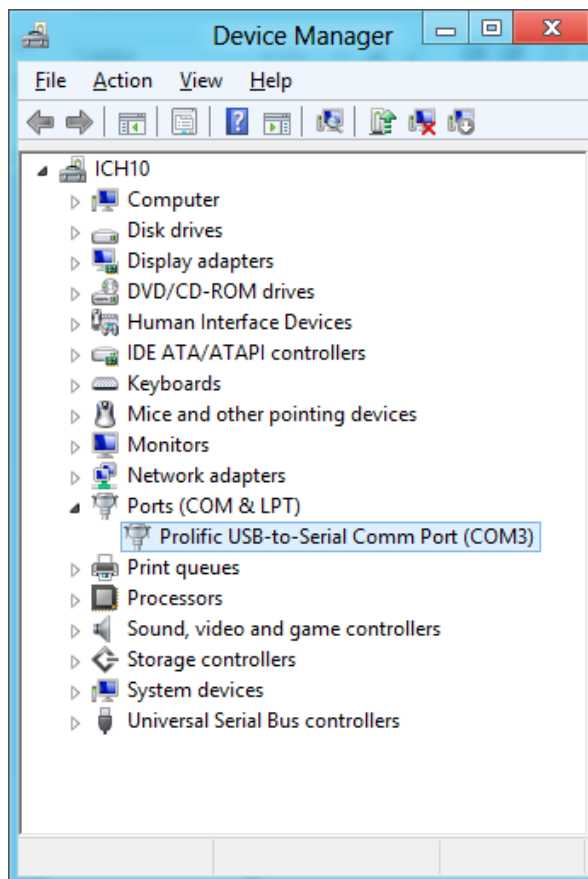 Device Manager
File Action View Help
ICH10
Computer
Disk drives
Display adapters
DVD/CD-ROM drives
Human Interface Devices
IDE ATA/ATAPI controllers
Keyboards
Mice and other pointing devices
Monitors
Network adapters
Ports (COM & LPT)
Prolific USB-to-Serial Comm Port (COM3)
Print queues
Processors
Sound, video and game controllers
Storage controllers
System devices
Universal Serial Bus controllers